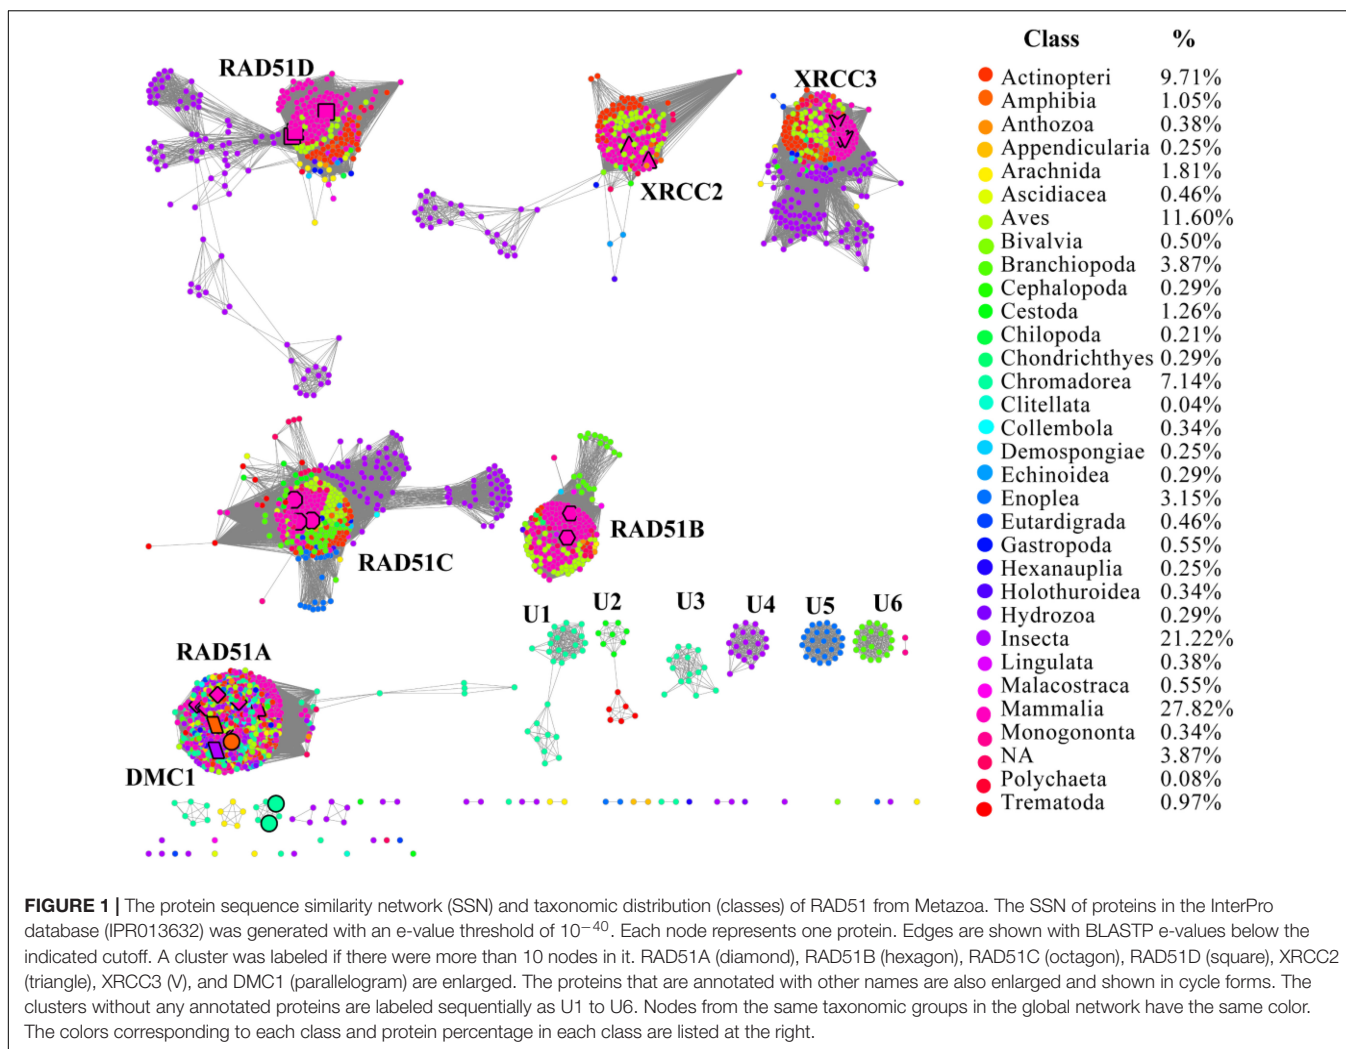 RAD51D
XRCC2
XRCC3
RAD51C
RAD51B
U1
U2
U3
U4
U5
U6
RAD51A
DMC1
Class %
Actinopteri 9.71%
Amphibia 1.05%
Anthozoa 0.38%
Appendicularia 0.25%
Arachnida 1.81%
Ascidiacea 0.46%
Aves 11.60%
Bivalvia 0.50%
Branchiopoda 3.87%
Cephalopoda 0.29%
Cestoda 1.26%
Chilopoda 0.21%
Chondrichthyes 0.29%
Chromadorea 7.14%
Clitellata 0.04%
Collembola 0.34%
Demospongiae 0.25%
Echinoidea 0.29%
Enoplea 3.15%
Eutardigrada 0.46%
Gastropoda 0.55%
Hexanauplia 0.25%
Holothuroidea 0.34%
Hydrozoa 0.29%
Insecta 21.22%
Lingulata 0.38%
Malacostraca 0.55%
Mammalia 27.82%
Monogononta 0.34%
NA 3.87%
Polychaeta 0.08%
Trematoda 0.97%
FIGURE 1 | The protein sequence similarity network (SSN) and taxonomic distribution (classes) of RAD51 from Metazoa. The SSN of proteins in the InterPro
database (IPR013632) was generated with an e-value threshold of 10−40. Each node represents one protein. Edges are shown with BLASTP e-values below the
indicated cutoff. A cluster was labeled if there were more than 10 nodes in it. RAD51A (diamond), RAD51B (hexagon), RAD51C (octagon), RAD51D (square), XRCC2
(triangle), XRCC3 (V), and DMC1 (parallelogram) are enlarged. The proteins that are annotated with other names are also enlarged and shown in cycle forms. The
clusters without any annotated proteins are labeled sequentially as U1 to U6. Nodes from the same taxonomic groups in the global network have the same color.
The colors corresponding to each class and protein percentage in each class are listed at the right.